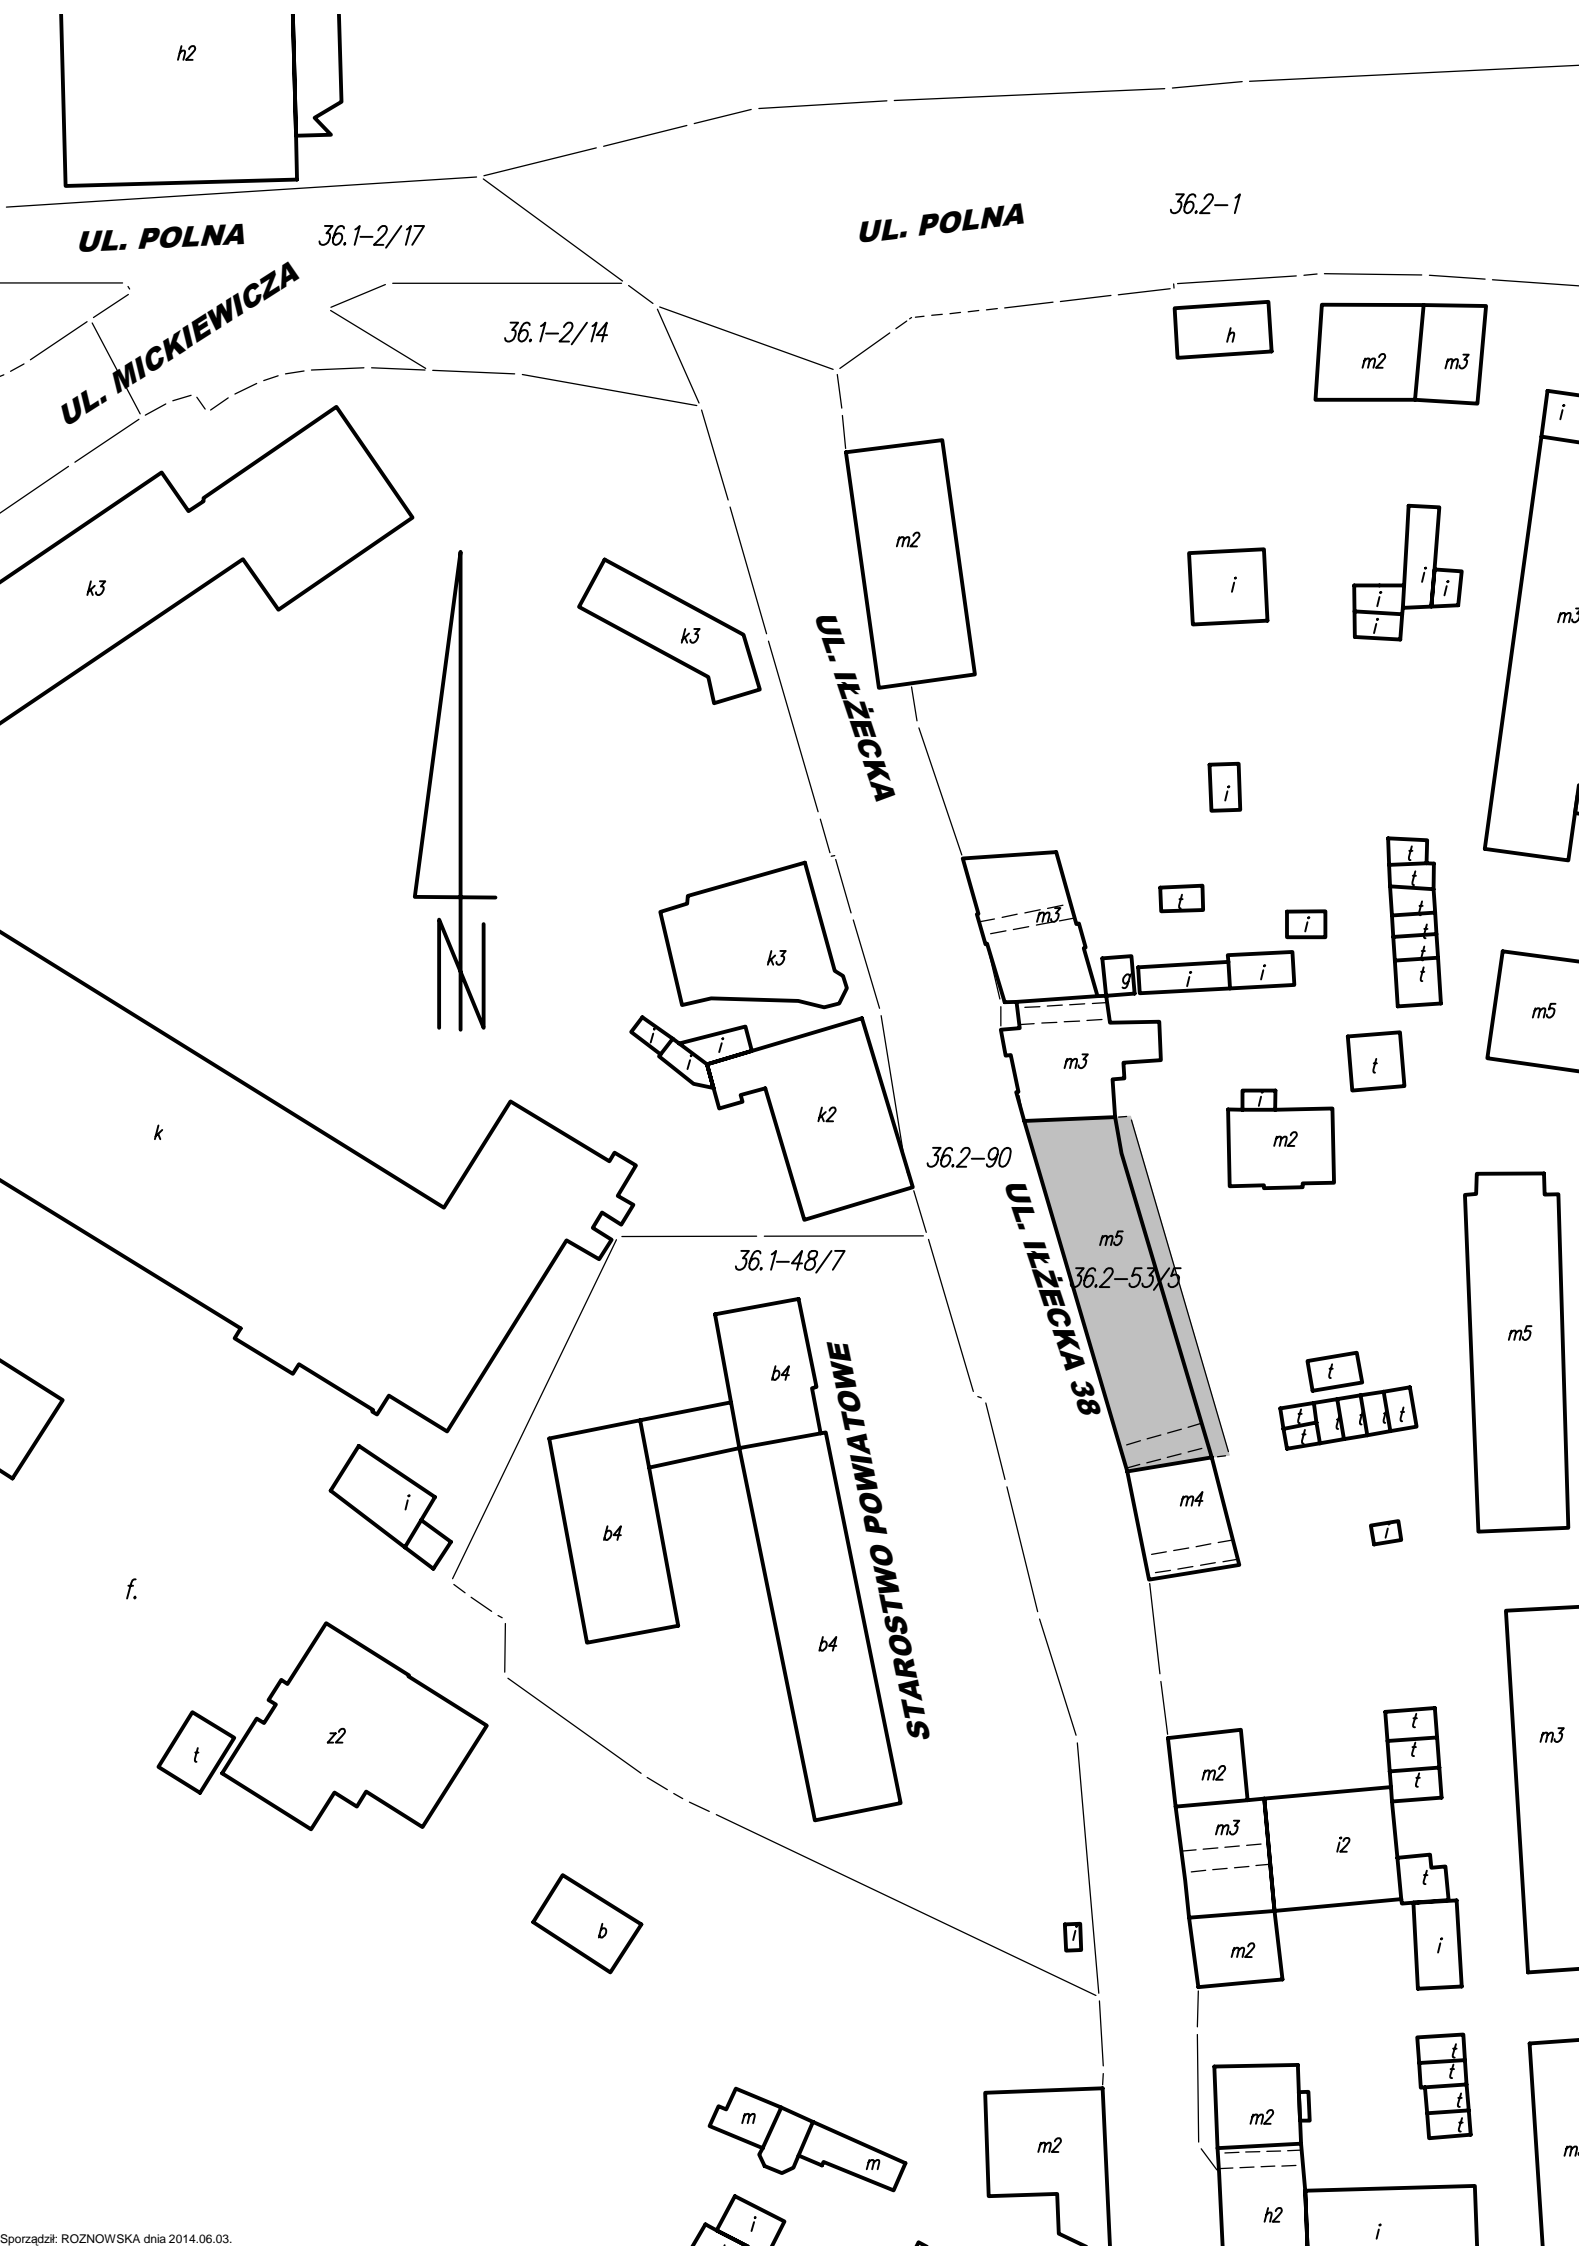 h2
36.2-1
UL. POLNA
UL. POLNA
36.1-2/17
UL. MICKIEWICZA
36.1-2/14
h
m2
m3
i
m2
k3
i
i
i
i
i
m3
k3
UL. IŁŻECKA
i
t
t
t
t
t
t
t
m3
i
k3
g
i
i
m5
i
i
i
m3
t
i
k2
k
m2
36.2-90
UL. IŁŻECKA 38
m5
36.1-48/7
36.2-53/5
m5
b4
t
STAROSTWO POWIATOWE
t
t
t
t
t
t
i
m4
b4
i
f.
b4
t
z2
t
m3
t
m2
t
m3
i2
t
b
i
i
m2
t
t
t
t
m
m2
m2
m
m
h2
i
i
Sporządził: ROZNOWSKA dnia 2014.06.03.